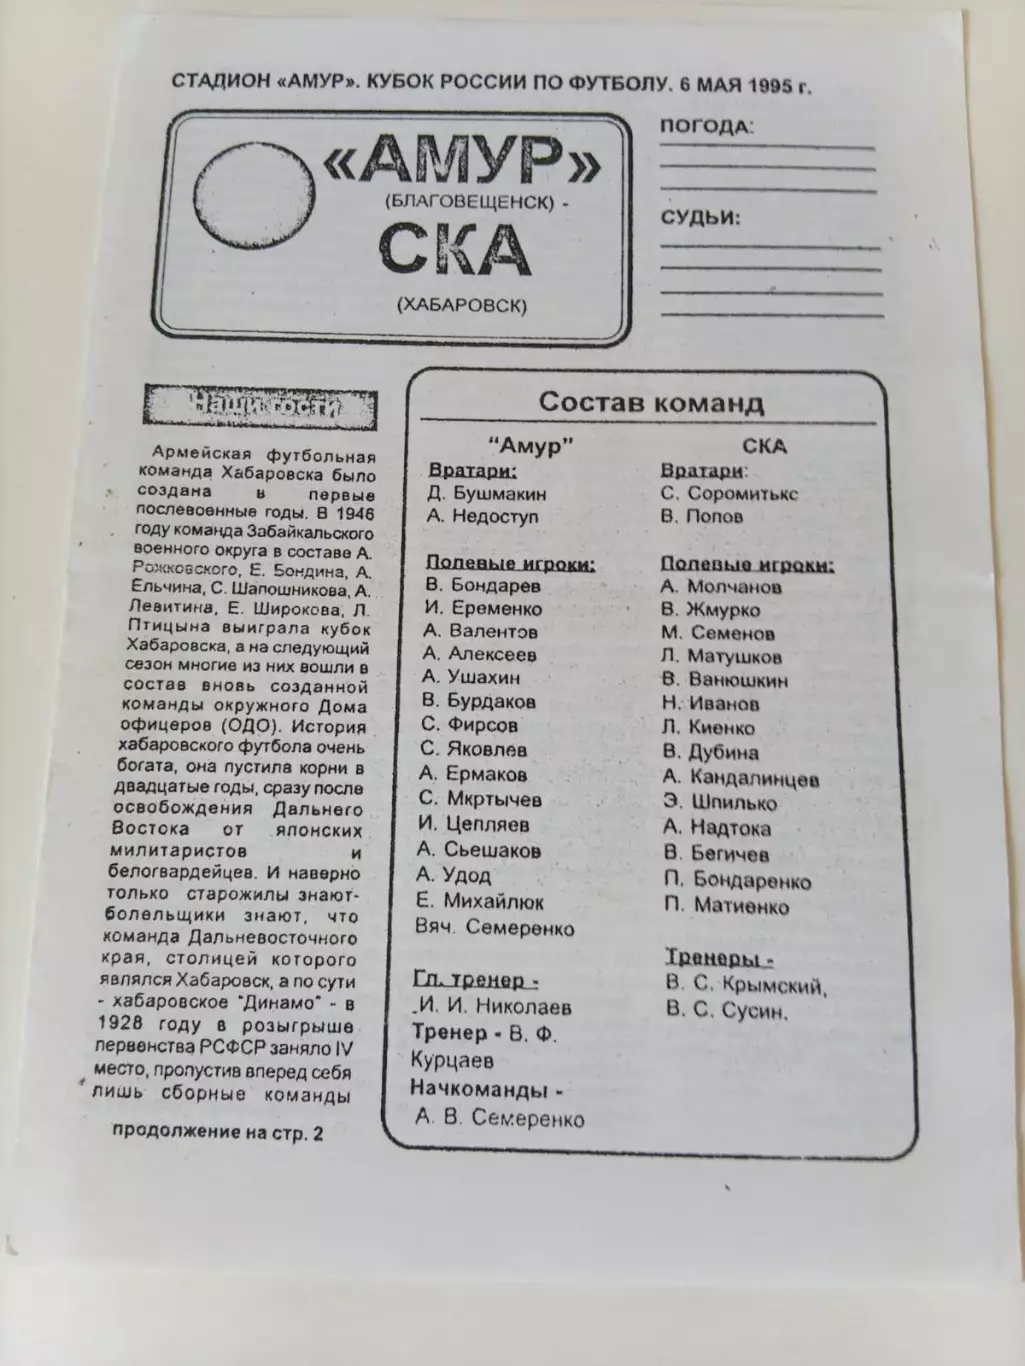 СТАДИОН «АМУР». КУБОК РОССИИ ПО ФУТБОЛУ. 6 МАЯ 1995 г.
«АМУР»
(БЛАГОВЕЩЕНСК) -
СКА
(ХАБАРОВСК)
ПОГОДА:
СУДЬИ:
Наши гости
Армейская футбольная
команда Хабаровска было
создана в первые
послевоенные годы. В 1946
году команда Забайкальского
военного округа в составе А.
Рожковского, Е. Бондина, А.
Ельчина, С. Шапошникова, А.
Левитина, Е. Широкова, Л.
Птицына выиграла кубок
Хабаровска, а на следующий
сезон многие из них вошли в
состав вновь созданной
команды окружного Дома
офицеров (ОДО). История
хабаровского футбола очень
богата, она пустила корни в
двадцатые годы, сразу после
освобождения Дальнего
Востока от японских
милитаристов и
белогвардейцев. И наверно
только старожилы знают-
болельщики знают, что
команда Дальневосточного
края, столицей которого
являлся Хабаровск, а по сути
- хабаровское "Динамо" - в
1928 году в розыгрыше
первенства РСФСР заняло IV
место, пропустив вперед себя
лишь сборные команды
продолжение на стр. 2
Состав команд
"Амур"
Вратари:
Д. Бушмакин
А. Недоступ
Полевые игроки:
В. Бондарев
И. Еременко
А. Валентов
А. Алексеев
А. Ушахин
В. Бурдаков
С. Фирсов
С. Яковлев
А. Ермаков
С. Мкртычев
И. Цепляев
А. Сьешаков
А. Удод
Е. Михайлюк
Вяч. Семеренко
Гл. тренер -
И. И. Николаев
Тренер - В. Ф.
Курцаев
Начкоманды -
А. В. Семеренко
СКА
Вратари:
С. Соромитькс
В. Попов
Полевые игроки:
А. Молчанов
В. Жмурко
М. Семенов
Л. Матушков
В. Ванюшкин
Н. Иванов
Л. Киенко
В. Дубина
А. Кандалинцев
Э. Шпилько
А. Надтока
В. Бегичев
П. Бондаренко
П. Матиенко
Тренеры -
В. С. Крымский,
В. С. Сусин.